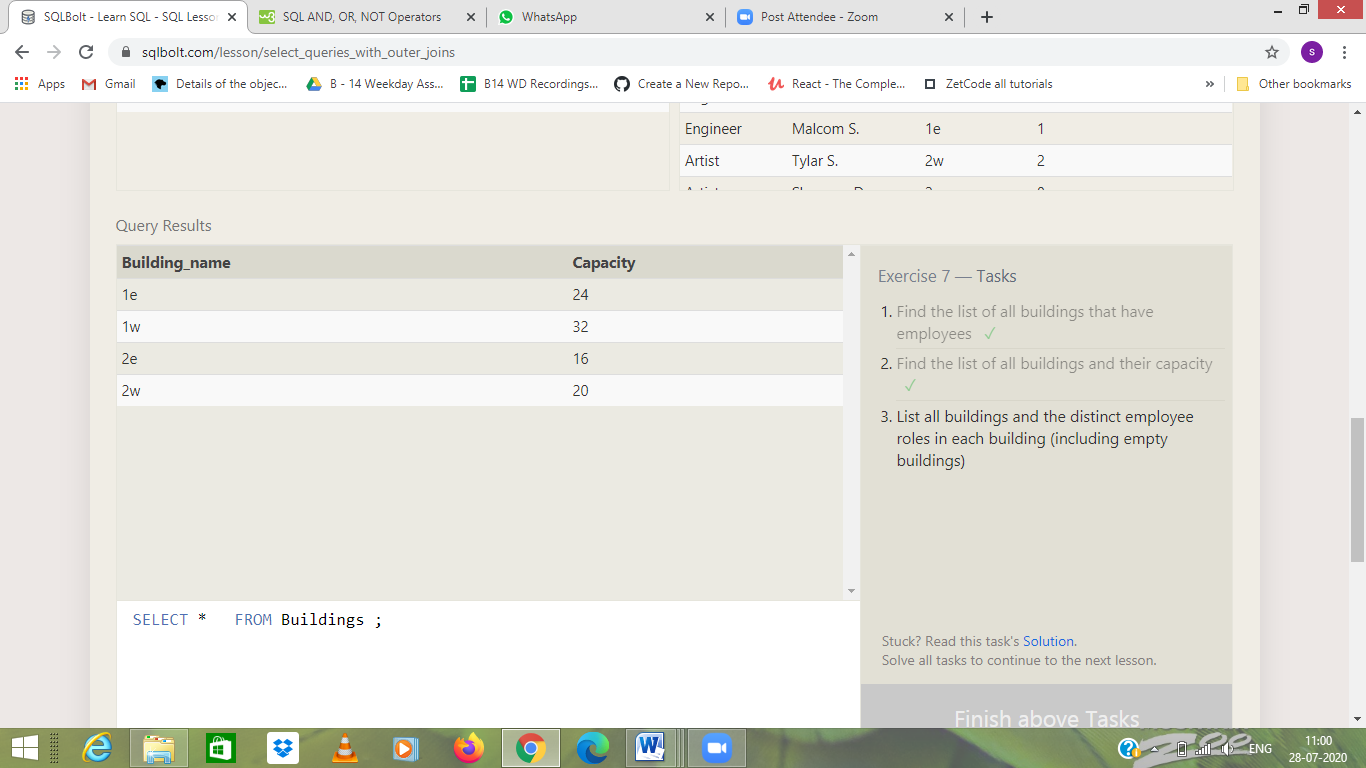 SQLBolt - Learn SQL - SQL Lesson
SQL AND, OR, NOT Operators
WhatsApp
Post Attendee - Zoom
sqlbolt.com/lesson/select_queries_with_outer_joins
S
Apps
Gmail
Details of the objec...
B - 14 Weekday Ass...
B14 WD Recordings...
Create a New Repo...
React - The Comple...
ZetCode all tutorials
»
Other bookmarks
Engineer Malcom S. 1e 1
Artist Tylar S. 2w 2
Query Results
Building_name Capacity
1e 24
1w 32
2e 16
2w 20
Exercise 7 — Tasks
1. Find the list of all buildings that have
employees ✓
2. Find the list of all buildings and their capacity
✓
3. List all buildings and the distinct employee
roles in each building (including empty
buildings)
SELECT * FROM Buildings ;
Stuck? Read this task's Solution.
Solve all tasks to continue to the next lesson.
Finish above Tasks
ENG
11:00
28-07-2020